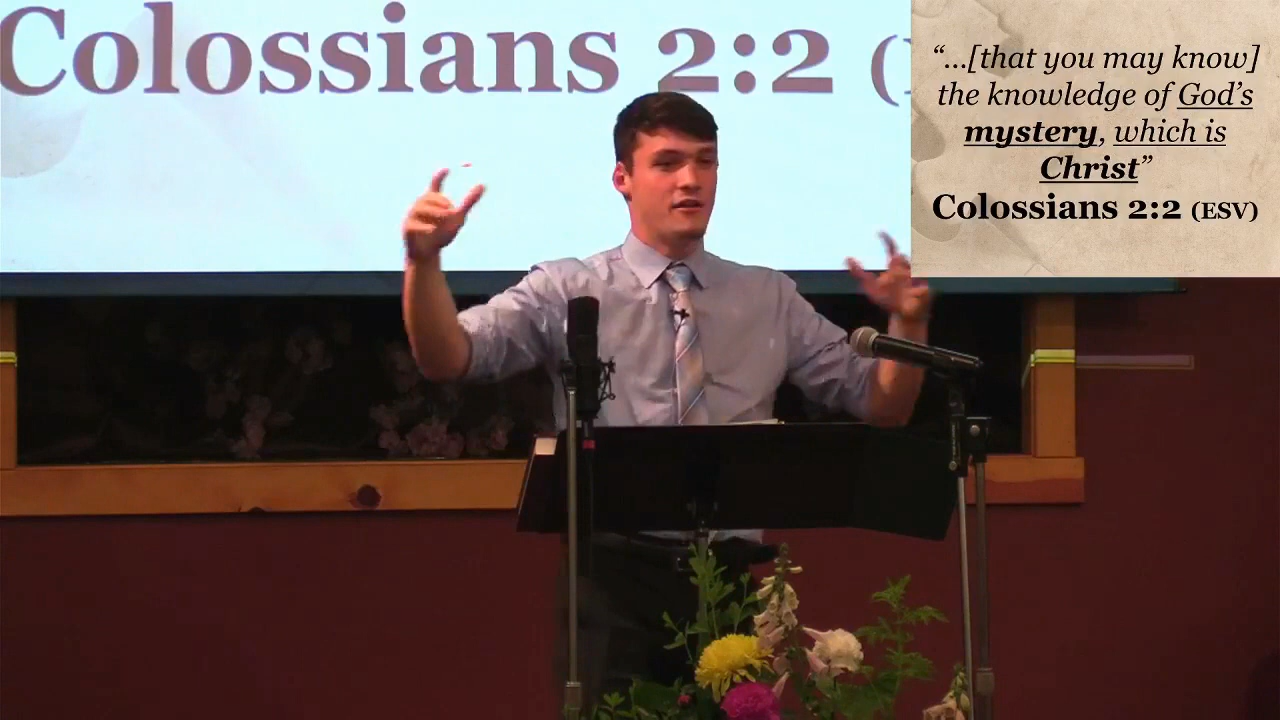 Colossians 2:2 (
“...[that you may know]
the knowledge of God’s
mystery, which is
Christ”
Colossians 2:2 (ESV)